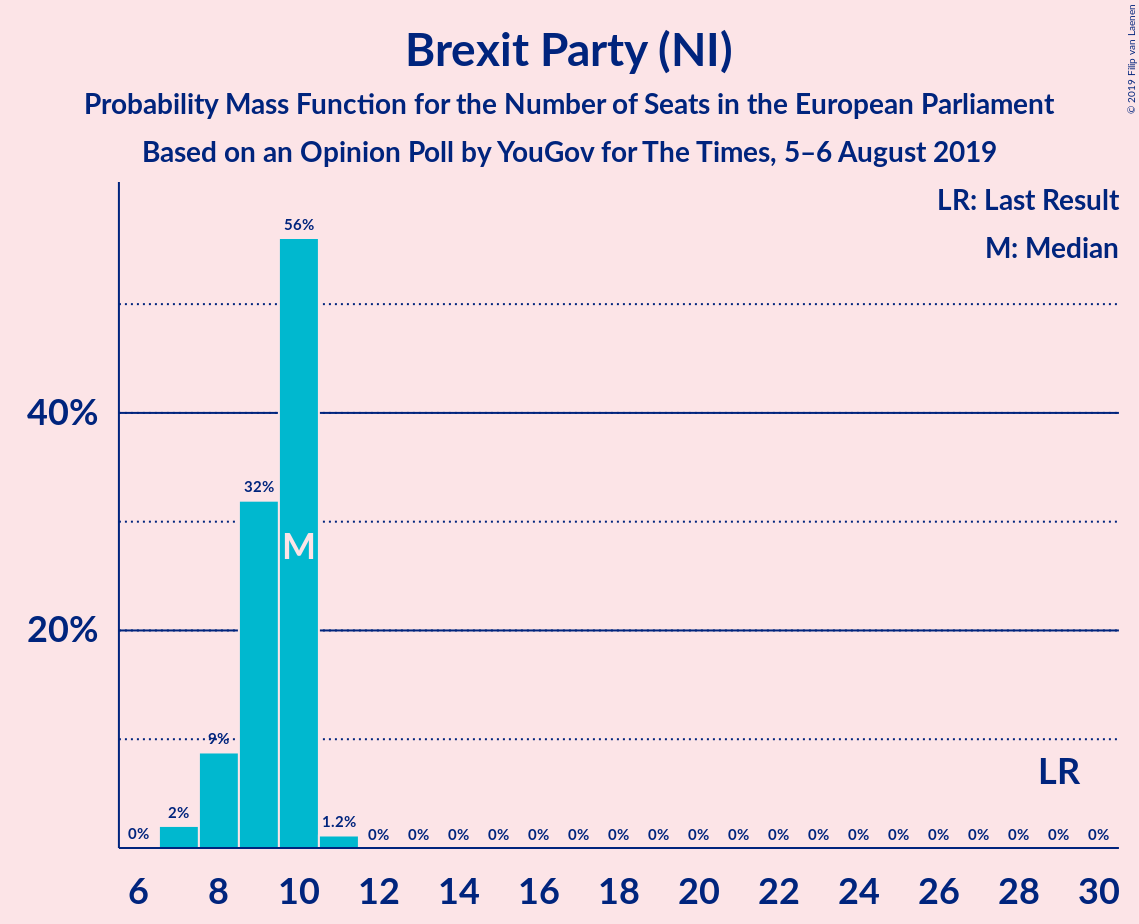 Brexit Party (NI)
Probability Mass Function for the Number of Seats in the European Parliament
Based on an Opinion Poll by YouGov for The Times, 5–6 August 2019
© 2019 Filip van Laenen
LR: Last Result
M: Median
56%
40%
32%
M
20%
9%
LR
2%
0%
1.2%
0% 0% 0% 0% 0% 0% 0% 0% 0% 0% 0% 0% 0% 0% 0% 0% 0% 0% 0%
6 8 10 12 14 16 18 20 22 24 26 28 30